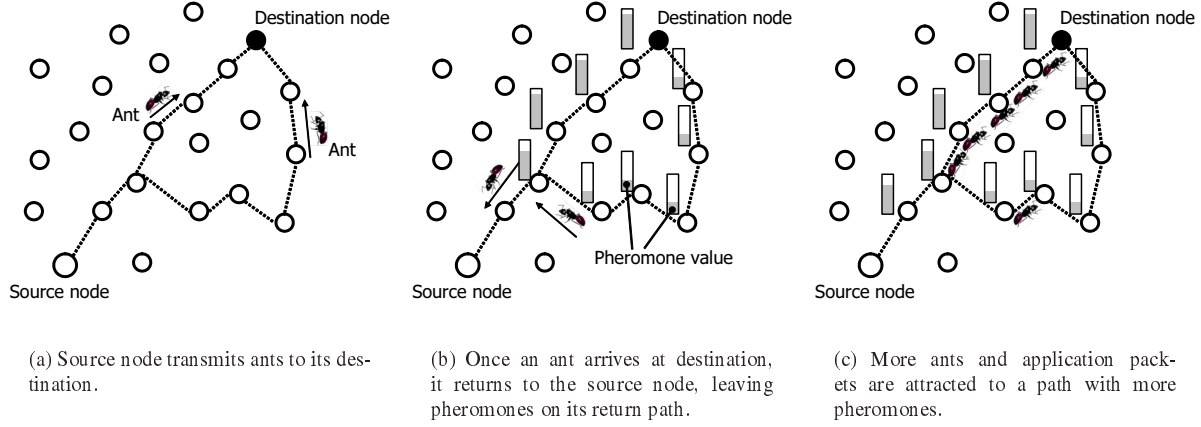 Destination node
Ant
Ant
Source node
(a) Source node transmits ants to its des-
tination.
Destination node
Pheromone value
Source node
(b) Once an ant arrives at destination,
it returns to the source node, leaving
pheromones on its return path.
Destination node
Source node
(c) More ants and application pack-
ets are attracted to a path with more
pheromones.